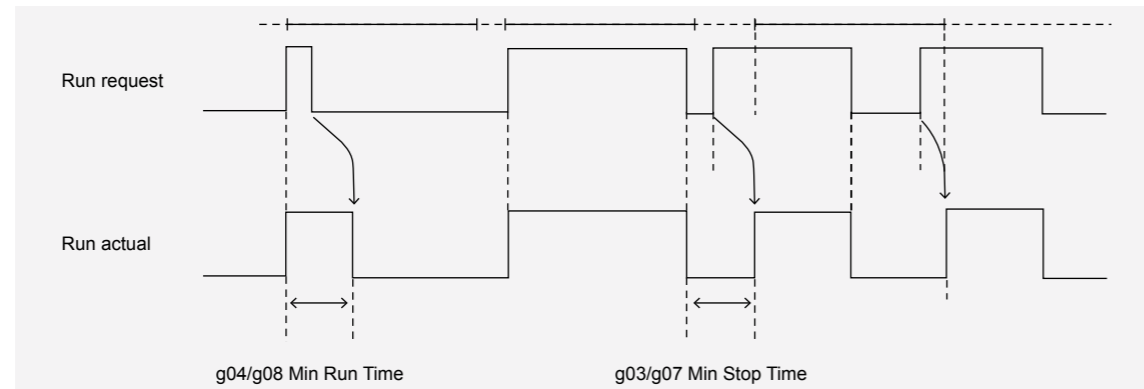 Run request
Run actual
g04/g08 Min Run Time
g03/g07 Min Stop Time